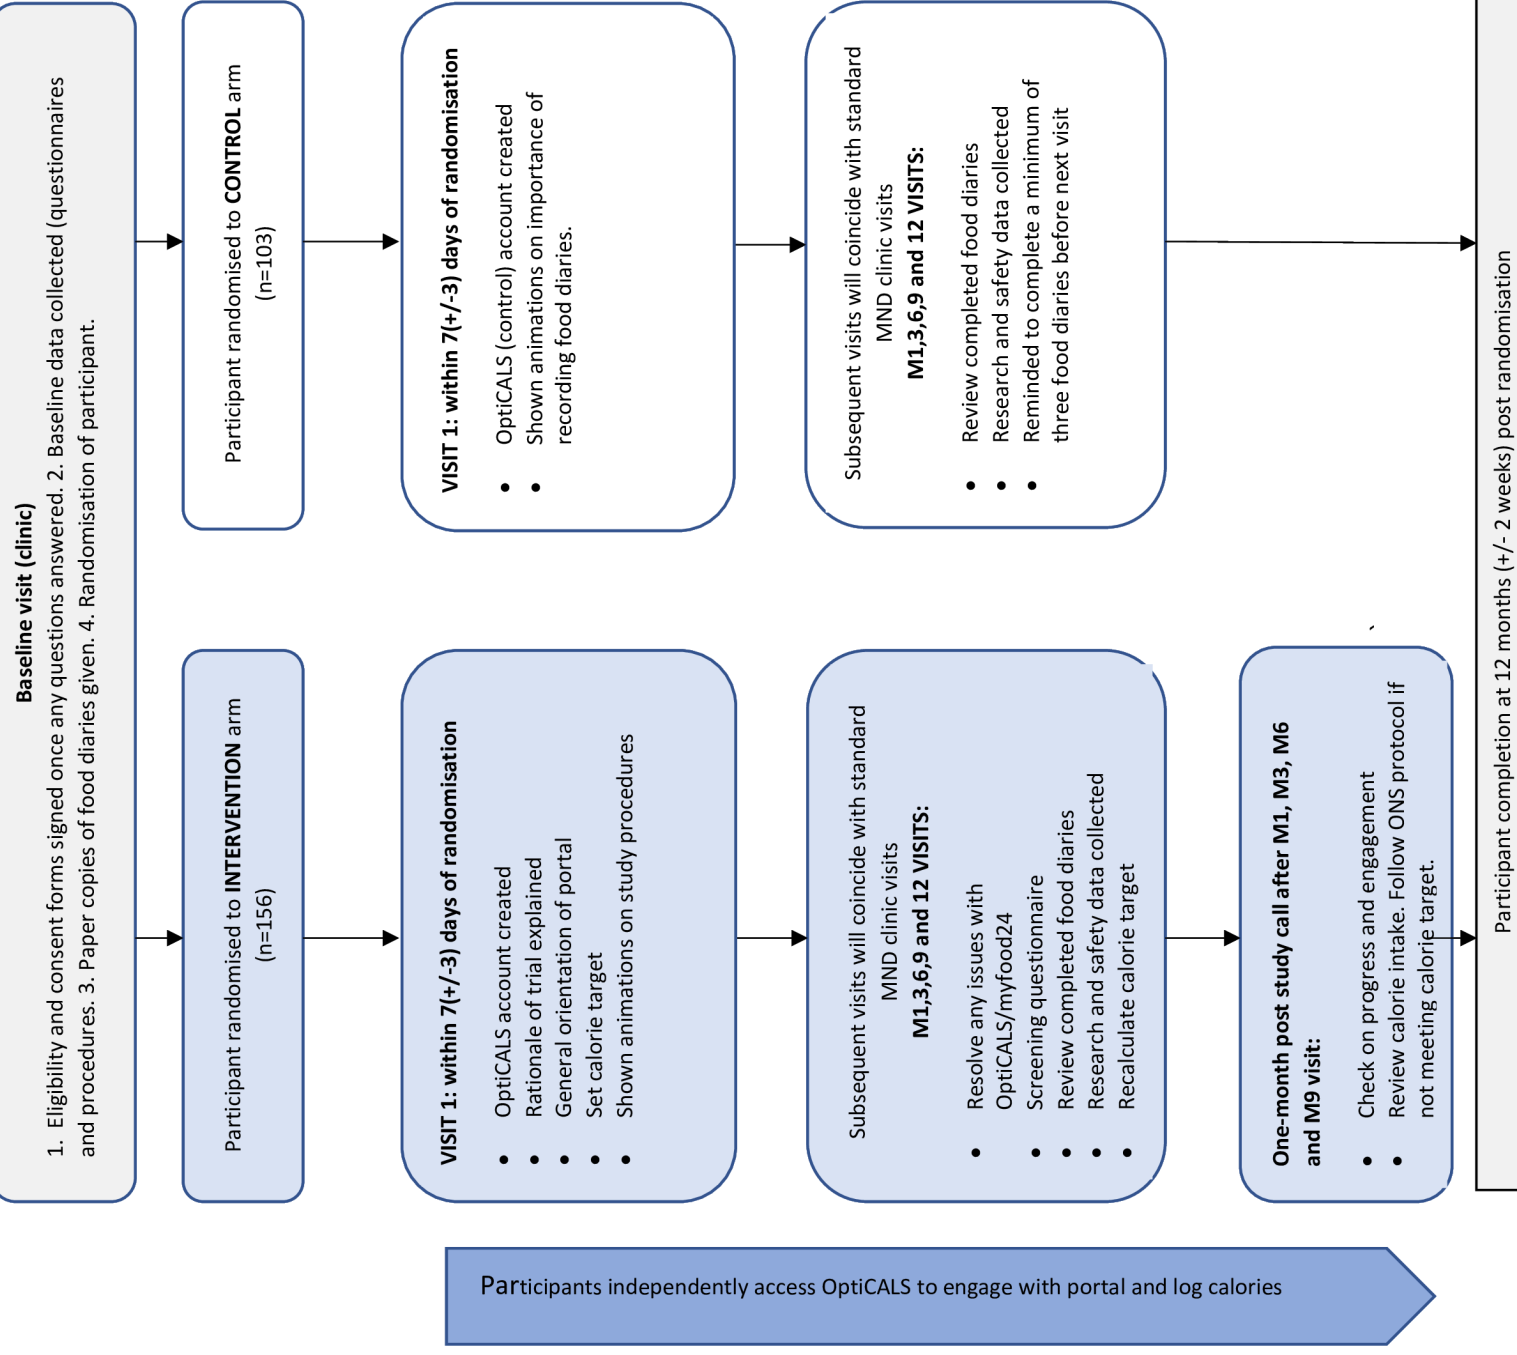 Baseline visit (clinic)
1. Eligibility and consent forms signed once any questions answered. 2. Baseline data collected (questionnaires
and procedures. 3. Paper copies of food diaries given. 4. Randomisation of participant.
Participant randomised to INTERVENTION arm
(n=156)
Participant randomised to CONTROL arm
(n=103)
VISIT 1: within 7(+/-3) days of randomisation
• OptiCALS account created
• Rationale of trial explained
• General orientation of portal
• Set calorie target
• Shown animations on study procedures
VISIT 1: within 7(+/-3) days of randomisation
• OptiCALS (control) account created
• Shown animations on importance of
recording food diaries.
Subsequent visits will coincide with standard
MND clinic visits
M1,3,6,9 and 12 VISITS:
• Resolve any issues with
OptiCALS/myfood24
• Screening questionnaire
• Review completed food diaries
• Research and safety data collected
• Recalculate calorie target
Subsequent visits will coincide with standard
MND clinic visits
M1,3,6,9 and 12 VISITS:
• Review completed food diaries
• Research and safety data collected
• Reminded to complete a minimum of
three food diaries before next visit
One-month post study call after M1, M3, M6
and M9 visit:
• Check on progress and engagement
• Review calorie intake. Follow ONS protocol if
not meeting calorie target.
Participant completion at 12 months (+/- 2 weeks) post randomisation
Participants independently access OptiCALS to engage with portal and log calories